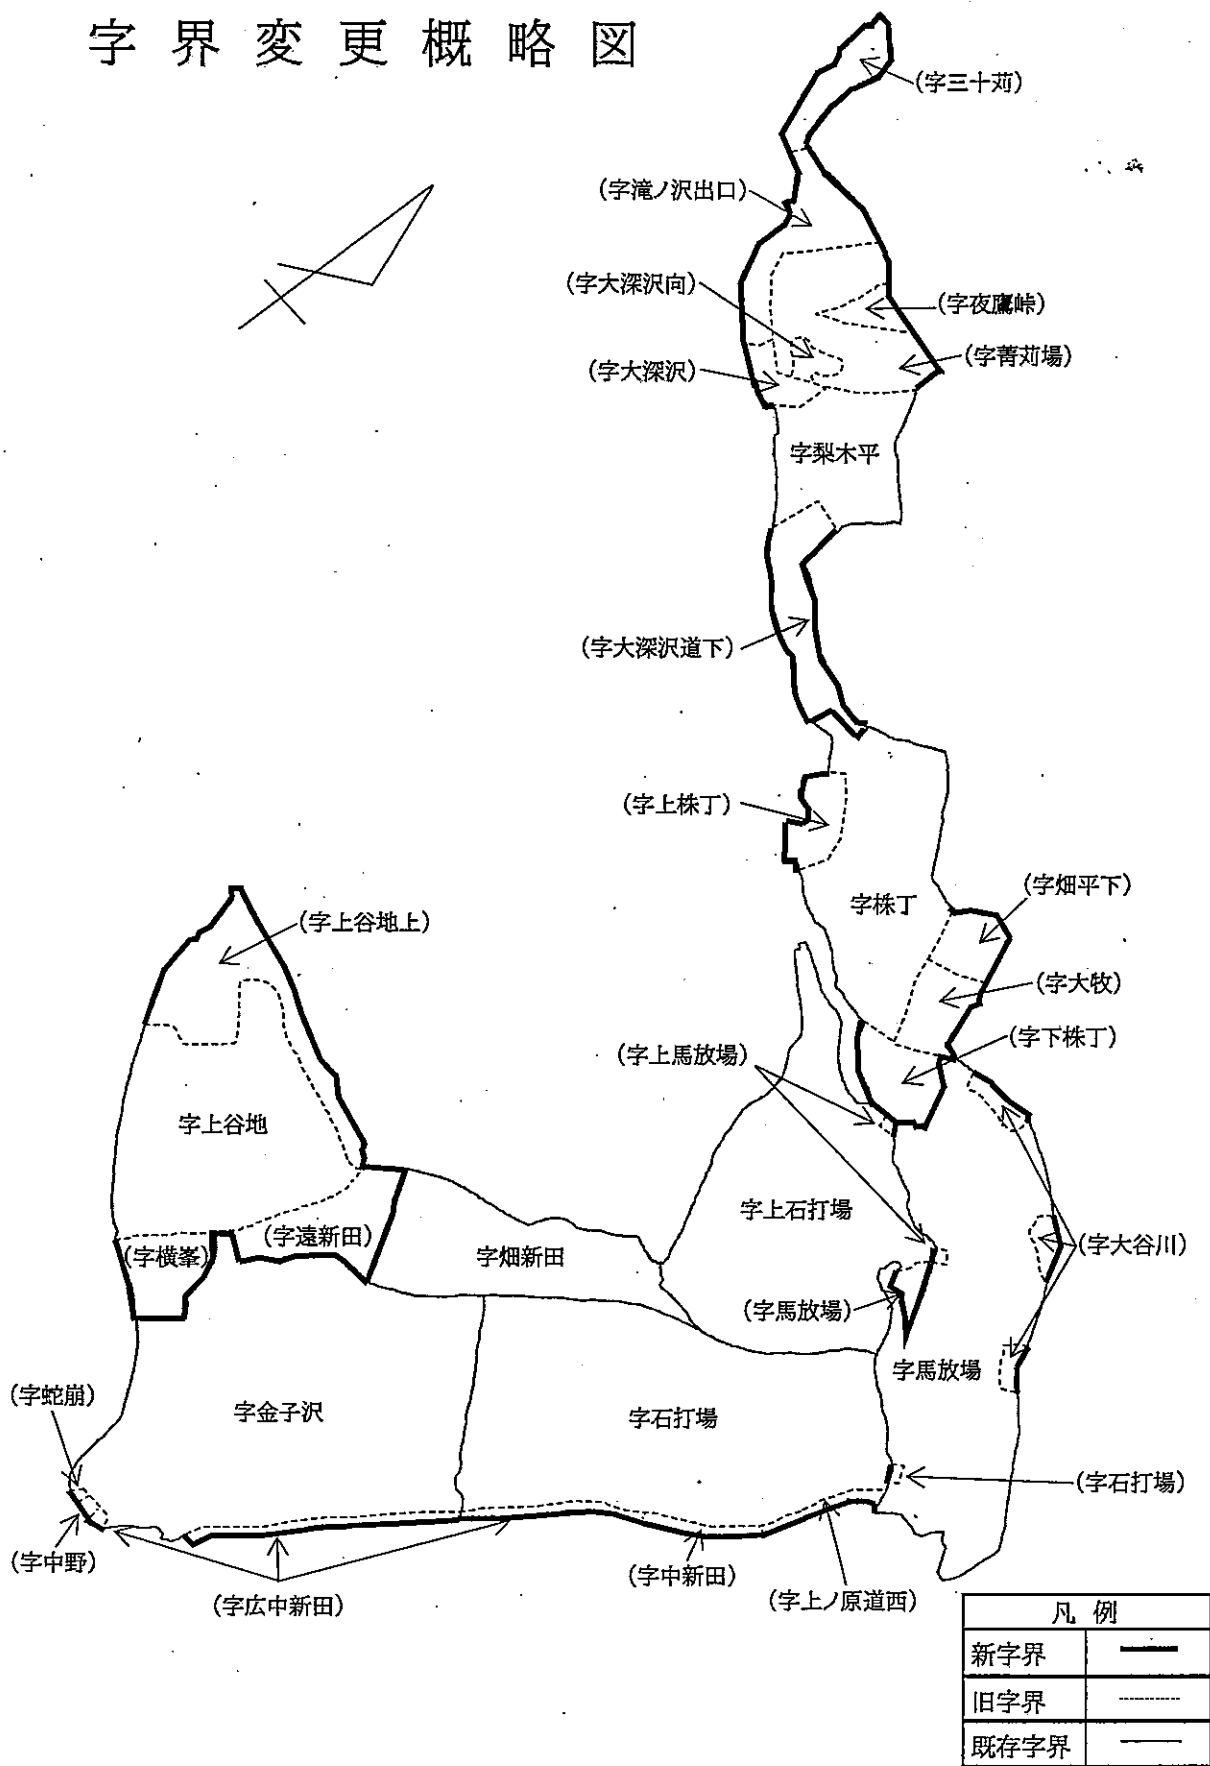 字界変更概略図
(字三十苅)
(字滝ノ沢出口)
(字大深沢向)
(字夜鷹峠)
(字菁苅場)
(字大深沢)
字梨木平
(字大深沢道下)
(字上株丁)
(字畑平下)
字株丁
(字上谷地上)
(字大牧)
(字下株丁)
(字上馬放場)
字上谷地
字上石打場
(字遠新田)
(字大谷川)
(字横峯)
字畑新田
(字馬放場)
字馬放場
(字蛇崩)
字金子沢
字石打場
(字石打場)
(字中野)
(字中新田)
(字上ノ原道西)
(字広中新田)
凡例
新字界
旧字界
既存字界